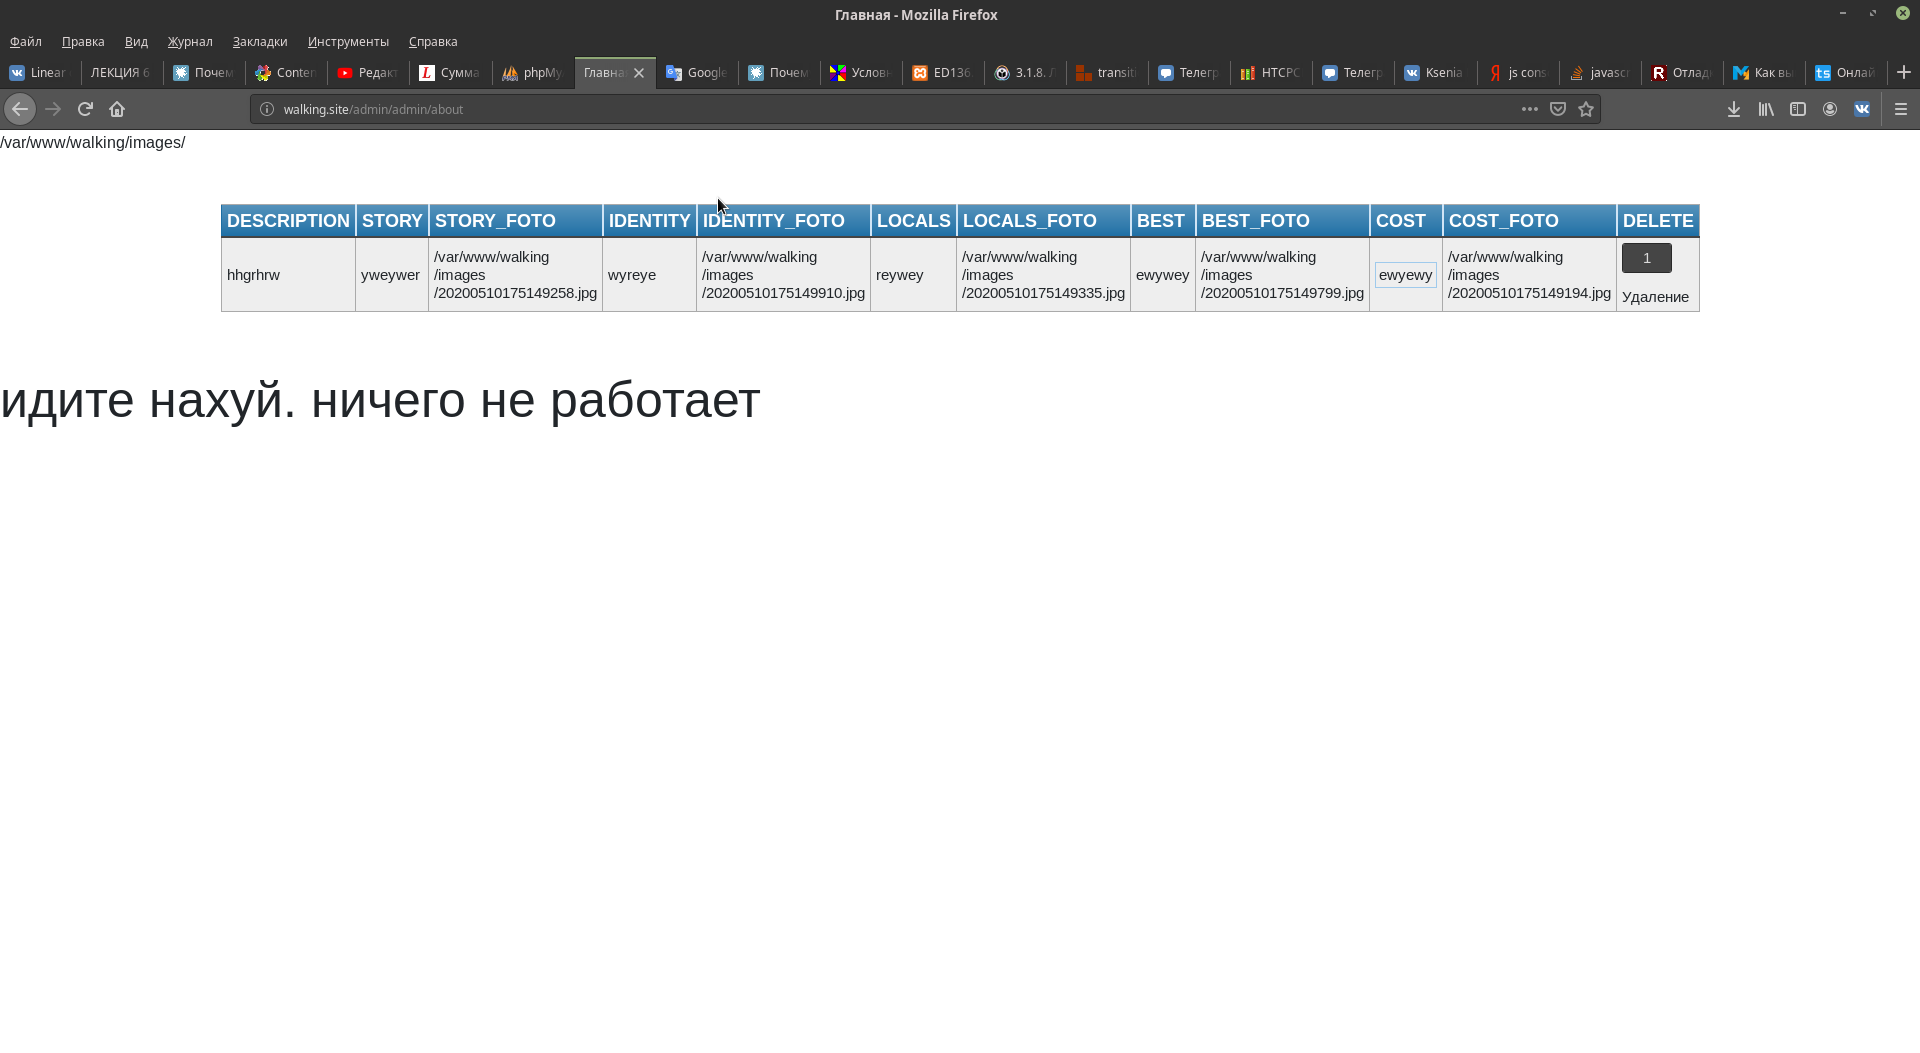 Главная - Mozilla Firefox
Файл Правка Вид Журнал Закладки Инструменты Справка
Linear ЛЕКЦИЯ 6 Почем Conten Редакт Сумма phpMy Главна Google Почем Услов ED136 3.1.8. transiti Телегр HTCPC Телегр Ksenia js cons javascr Отлад Как вы Онлай
walking.site/admin/admin/about
/var/www/walking/images/
DESCRIPTION STORY STORY_FOTO IDENTITY IDENTITY_FOTO LOCALS LOCALS_FOTO BEST BEST_FOTO COST COST_FOTO DELETE
hhgrhrw
yweywer
/var/www/walking
/images
/20200510175149258.jpg
wyreye
/var/www/walking
/images
/20200510175149910.jpg
reywey
/var/www/walking
/images
/20200510175149335.jpg
ewywey
/var/www/walking
/images
/20200510175149799.jpg
ewyewy
/var/www/walking
/images
/20200510175149194.jpg
1
Удаление
идите нахуй. ничего не работает